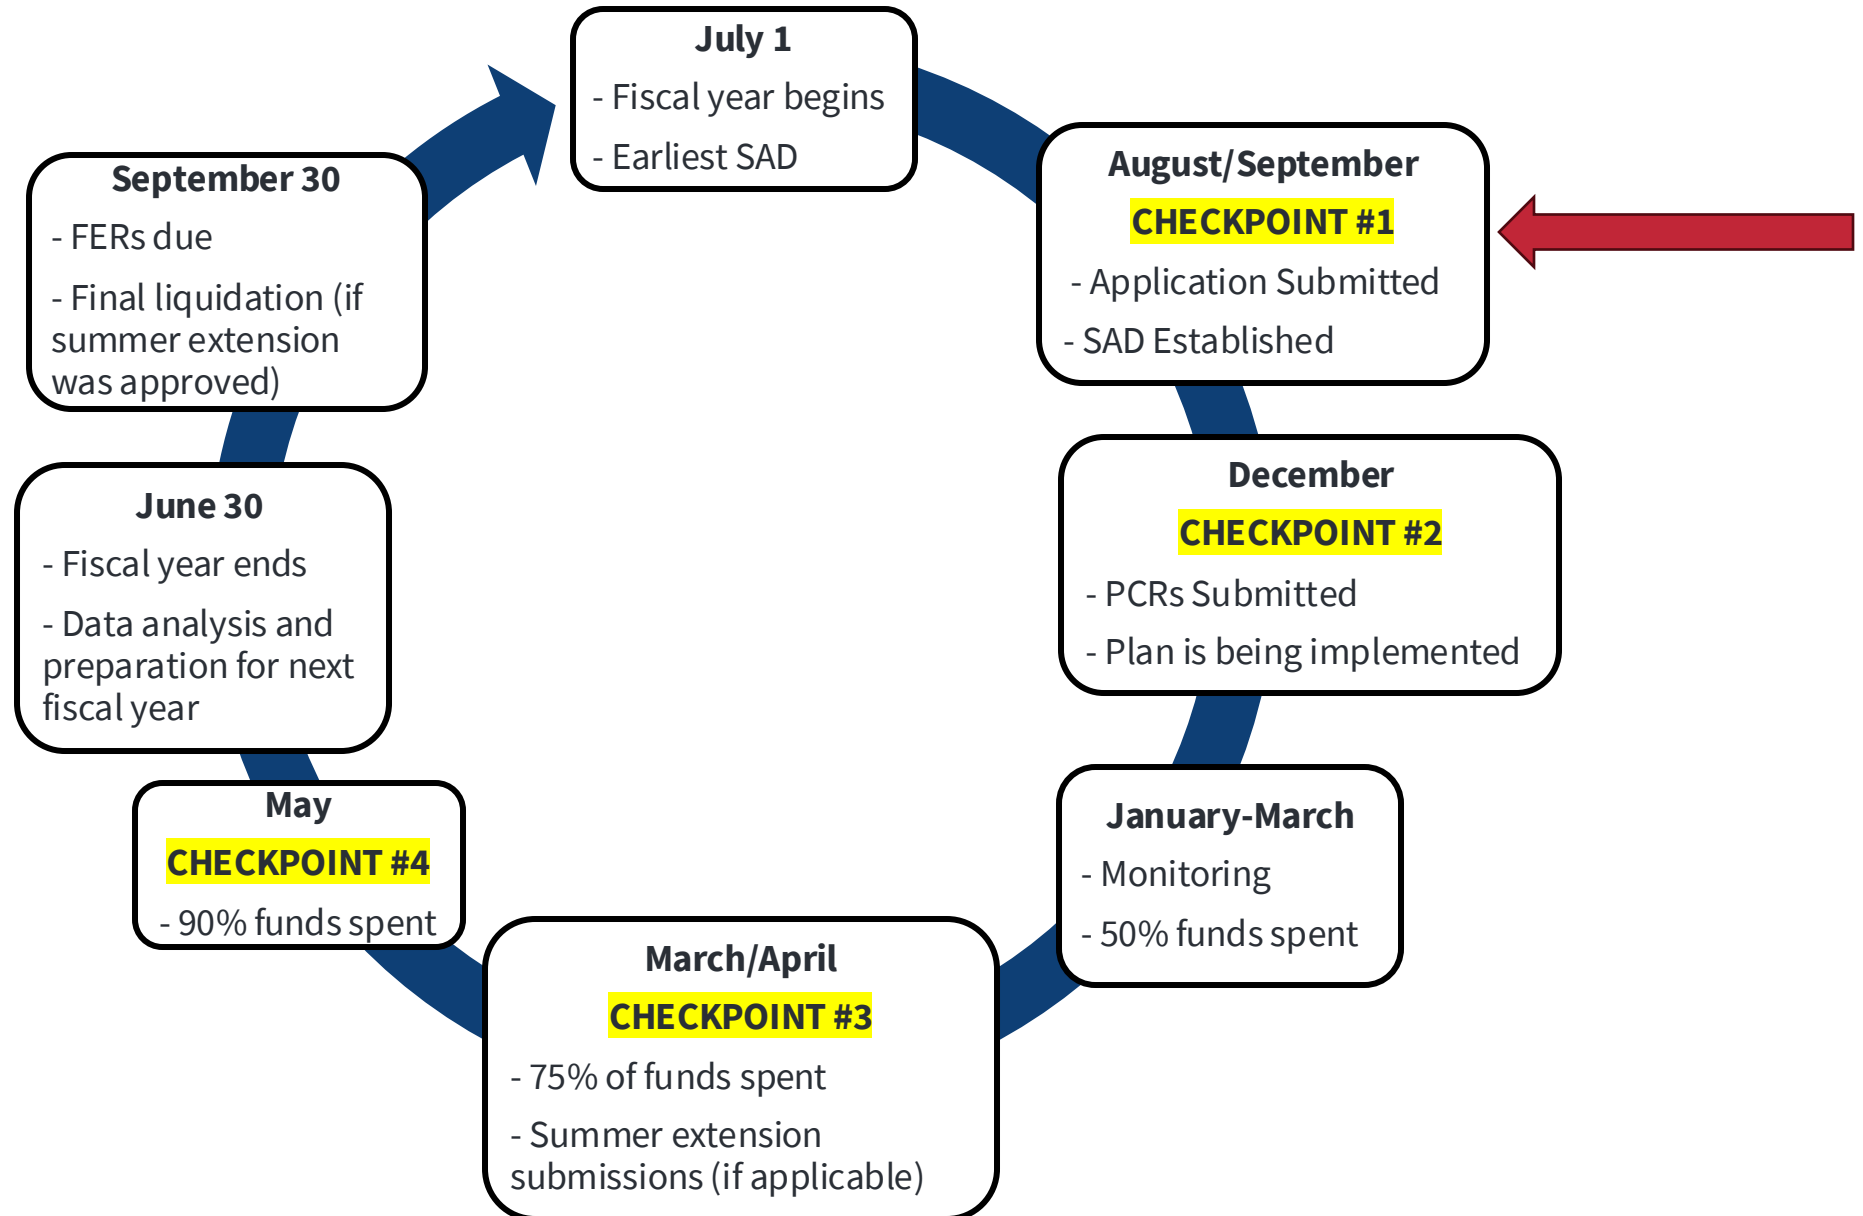 July 1
- Fiscal year begins
- Earliest SAD
August/September
CHECKPOINT #1
- Application Submitted
- SAD Established
December
CHECKPOINT #2
- PCRs Submitted
- Plan is being implemented
January-March
- Monitoring
- 50% funds spent
March/April
CHECKPOINT #3
- 75% of funds spent
- Summer extension
submissions (if applicable)
May
CHECKPOINT #4
- 90% funds spent
June 30
- Fiscal year ends
- Data analysis and
preparation for next
fiscal year
September 30
- FERs due
- Final liquidation (if
summer extension
was approved)